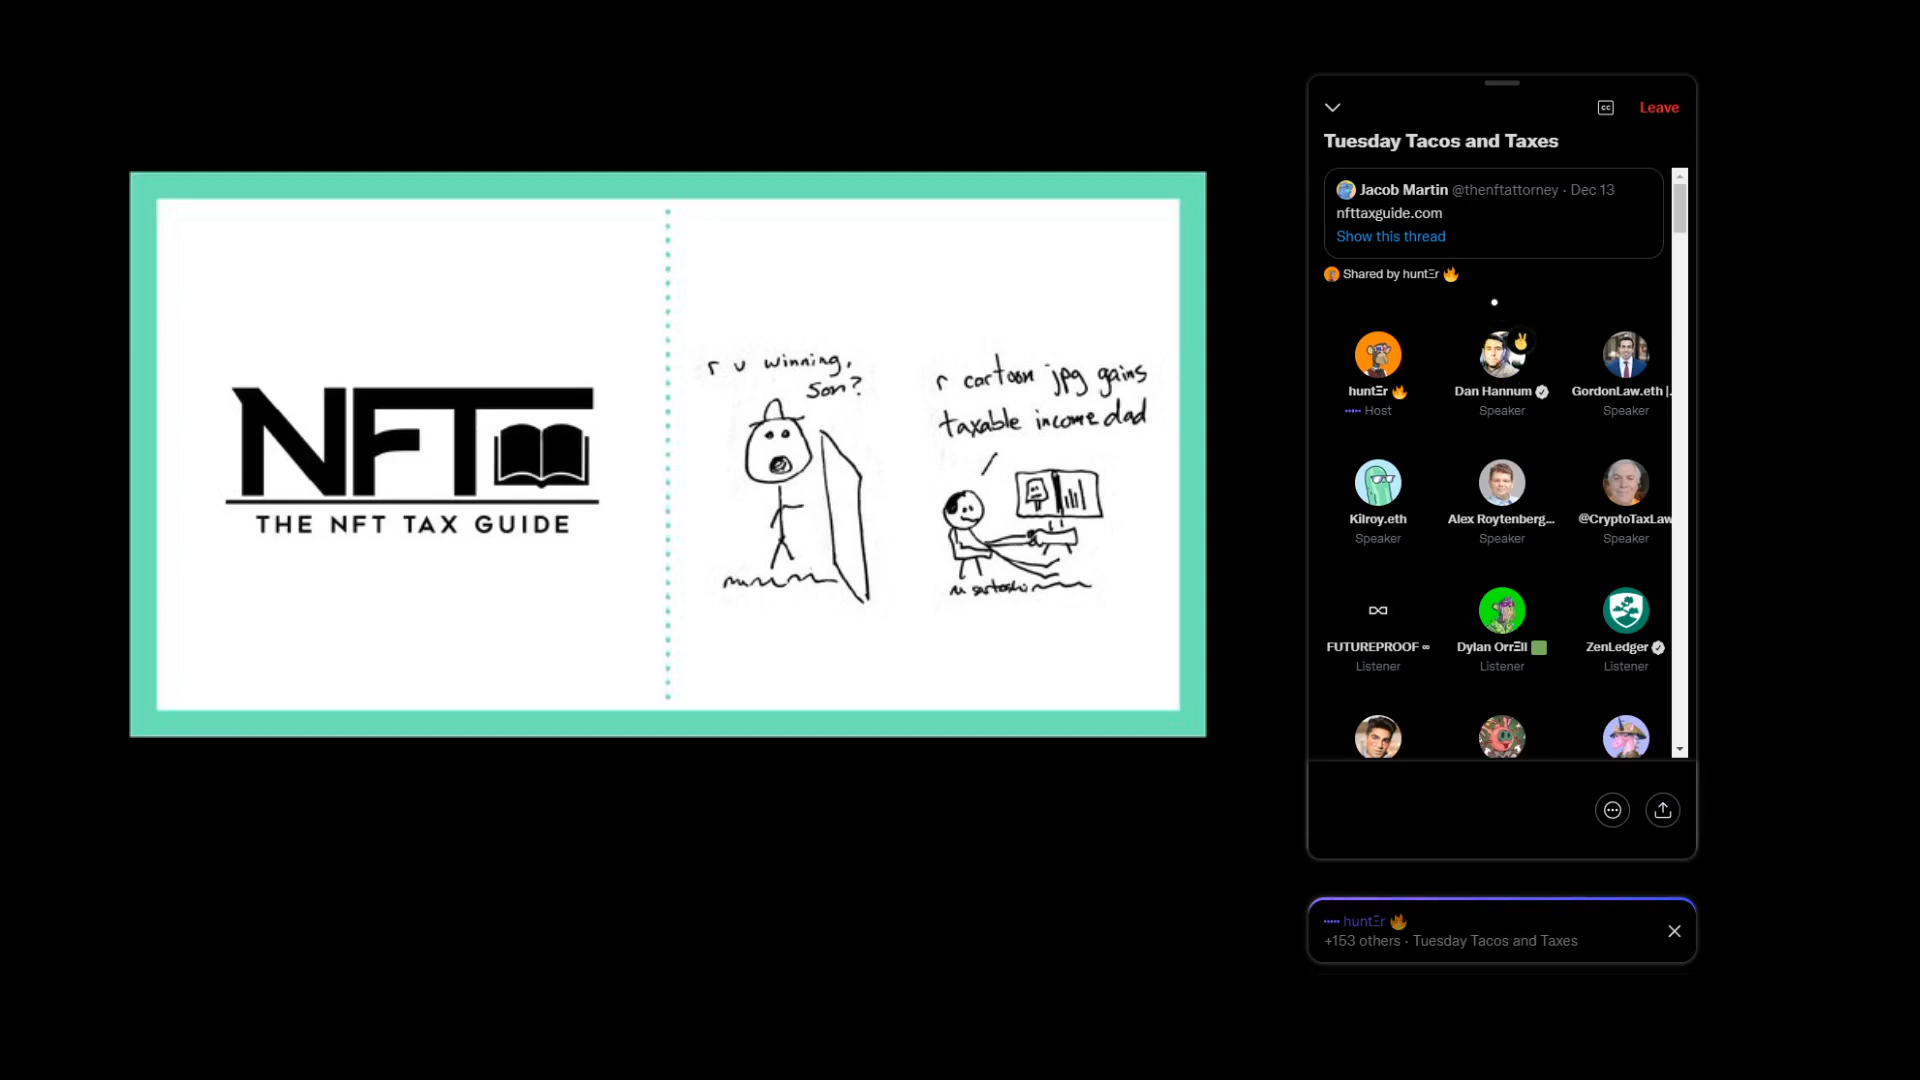 NFT
THE NFT TAX GUIDE
r u winning,
son?
r cartoon jpg gains
taxable income dad
Leave
Tuesday Tacos and Taxes
Jacob Martin @thenftattorney · Dec 13
nfttaxguide.com
Show this thread
Shared by huntΞr 🔥
huntΞr 🔥
Host
Dan Hannum
Speaker
GordonLaw.eth |.
Speaker
Kilroy.eth
Speaker
Alex Roytenberg...
Speaker
@CryptoTaxLaw
Speaker
FUTUREPROOF ∞
Listener
Dylan OrrΞll 🟩
Listener
ZenLedger
Listener
huntΞr 🔥
+153 others · Tuesday Tacos and Taxes